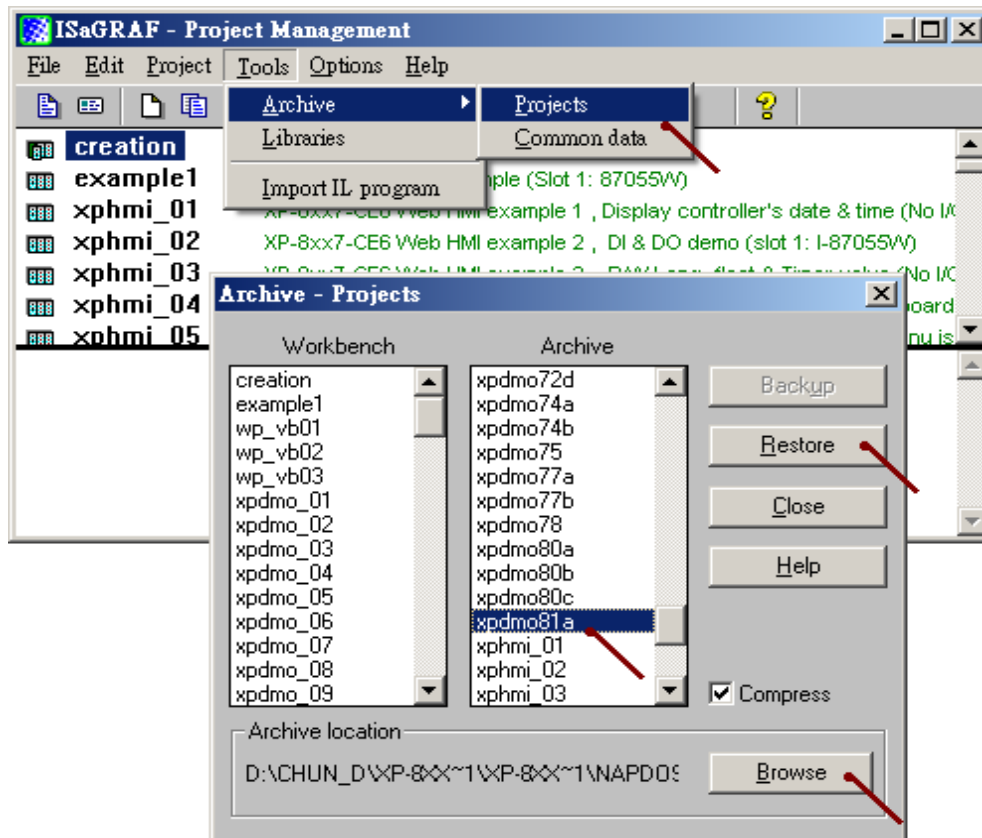 ISaGRAF - Project Management
File Edit Project Tools Options Help
Archive
Libraries
Import IL program
Projects
Common data
creation
example1
mple (Slot 1: 87055W)
xphmi_01 XP-8xx7-CE6 Web HMI example 1 , Display controller's date & time (No I/O
xphmi_02 XP-8xx7-CE6 Web HMI example 2 , DI & DO demo (slot 1: I-87055W)
xphmi_03
xphmi_04 board
xphmi_05 nu is
Archive - Projects
Workbench
creation
example1
wp_vb01
wp_vb02
wp_vb03
xpdmo_01
xpdmo_02
xpdmo_03
xpdmo_04
xpdmo_05
xpdmo_06
xpdmo_07
xpdmo_08
xpdmo_09
Archive
xpdmo72d
xpdmo74a
xpdmo74b
xpdmo75
xpdmo77a
xpdmo77b
xpdmo78
xpdmo80a
xpdmo80b
xpdmo80c
xpdmo81a
xphmi_01
xphmi_02
xphmi_03
Backup
Restore
Close
Help
Compress
Archive location
D:\CHUN_D\XP-8XX~1\XP-8XX~1\NAPDOS
Browse